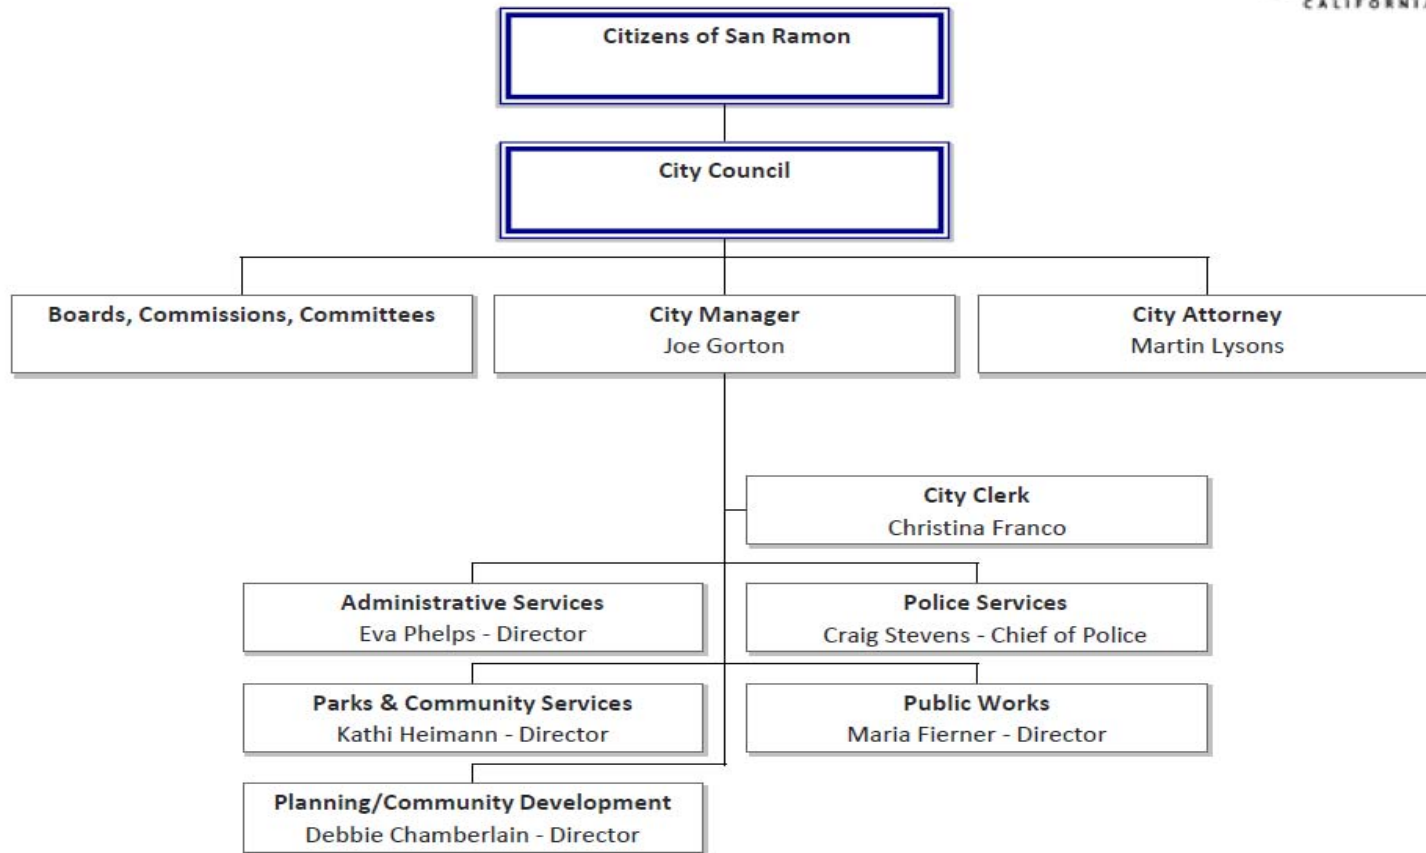 CALIFORNIA
Citizens of San Ramon
City Council
Boards, Commissions, Committees
City Manager
Joe Gorton
City Attorney
Martin Lysons
City Clerk
Christina Franco
Administrative Services
Eva Phelps - Director
Police Services
Craig Stevens - Chief of Police
Parks & Community Services
Kathi Heimann - Director
Public Works
Maria Fierner - Director
Planning/Community Development
Debbie Chamberlain - Director